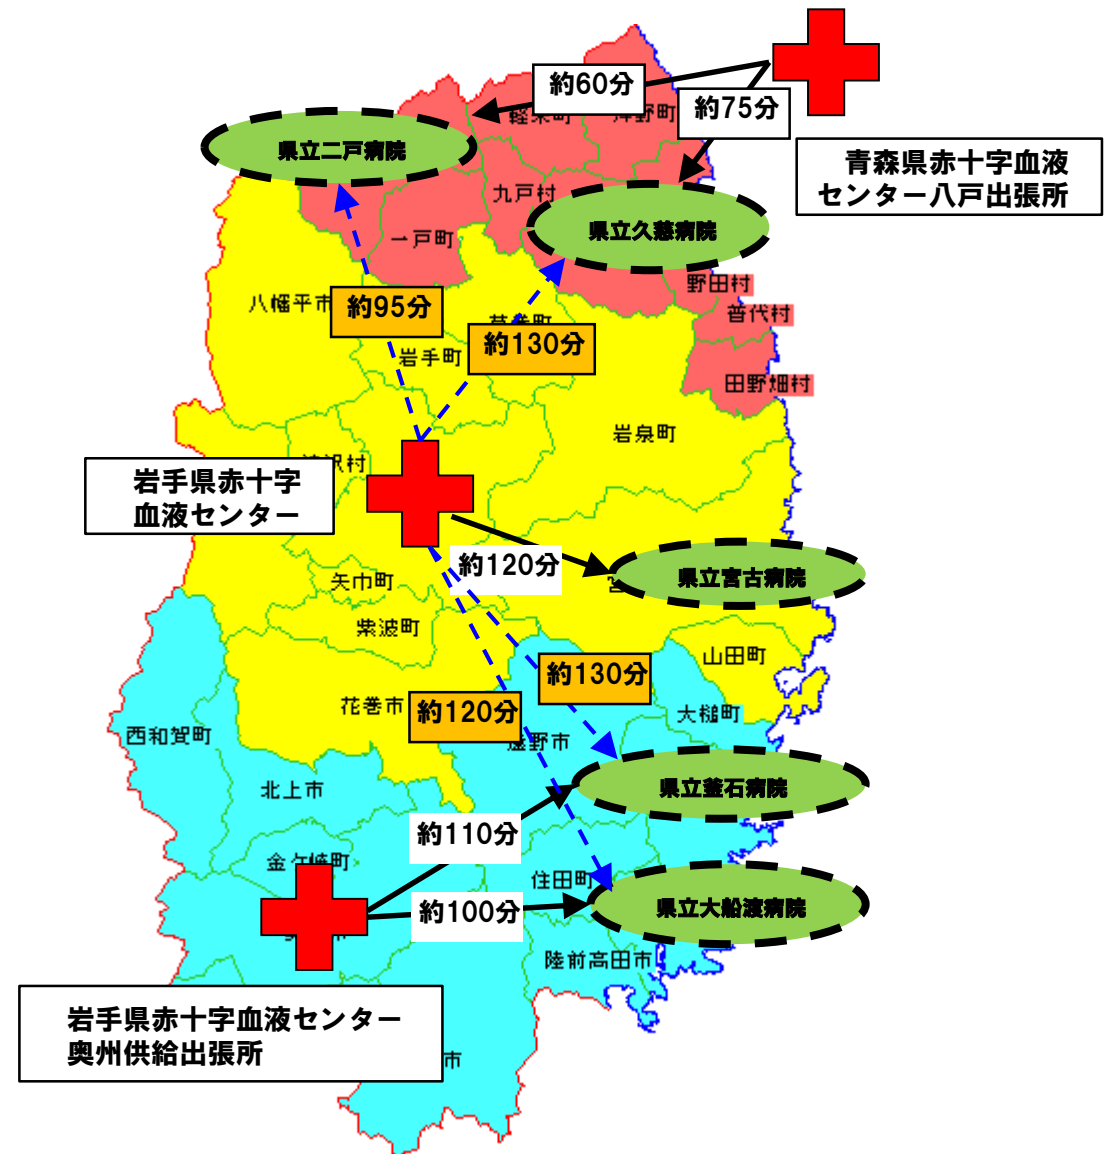 約60分
約75分
青森県赤十字血液
センター八戸出張所
県立二戸病院
九戸村
県立久慈病院
一戸町
野田村
八幡平市
約95分
普代村
約130分
岩手町
田野畑村
岩泉町
岩手県赤十字
血液センター
約120分
県立宮古病院
矢巾町
紫波町
山田町
約130分
花巻市
約120分
大槌町
西和賀町
北上市
県立釜石病院
約110分
住田町
約100分
県立大船渡病院
陸前高田市
岩手県赤十字血液センター
奥州供給出張所
市